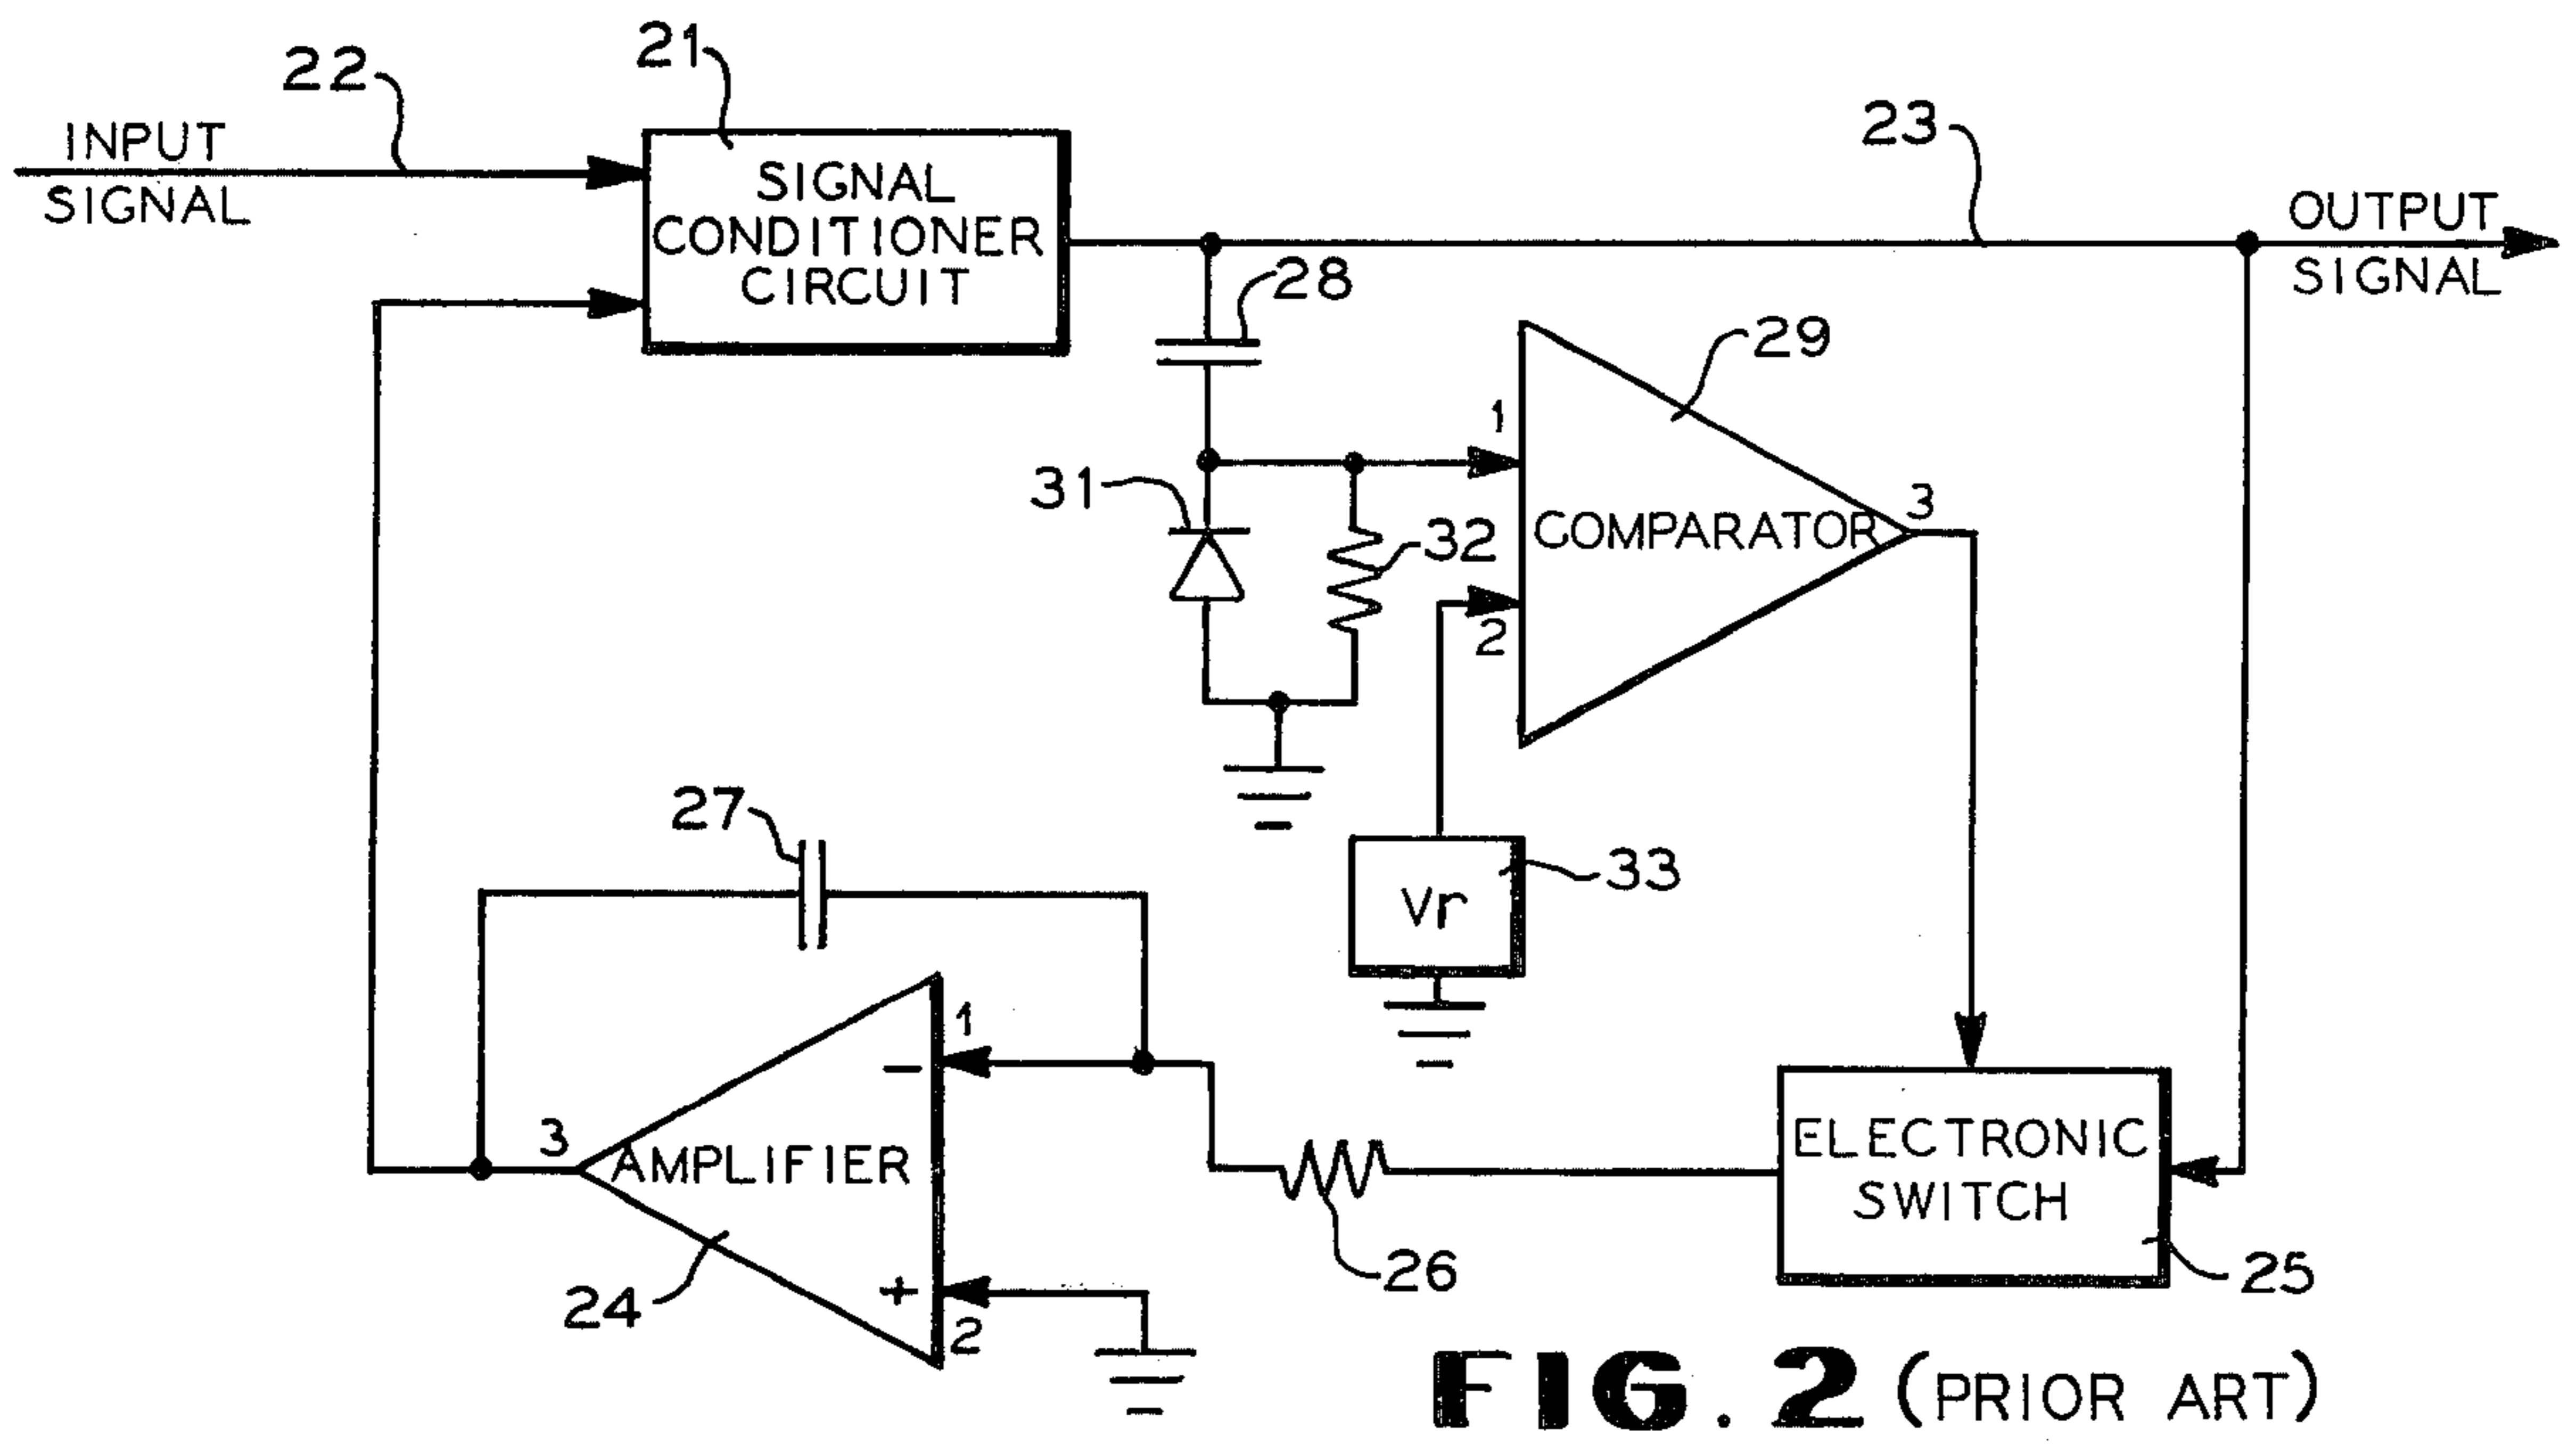 22
21
INPUT
SIGNAL
SIGNAL
CONDITIONER
CIRCUIT
23
OUTPUT
SIGNAL
28
29
1
31
32
COMPARATOR
3
2
27
Vr
33
1
−
3
AMPLIFIER
ELECTRONIC
SWITCH
26
25
24
+
2
FIG. 2 (PRIOR ART)